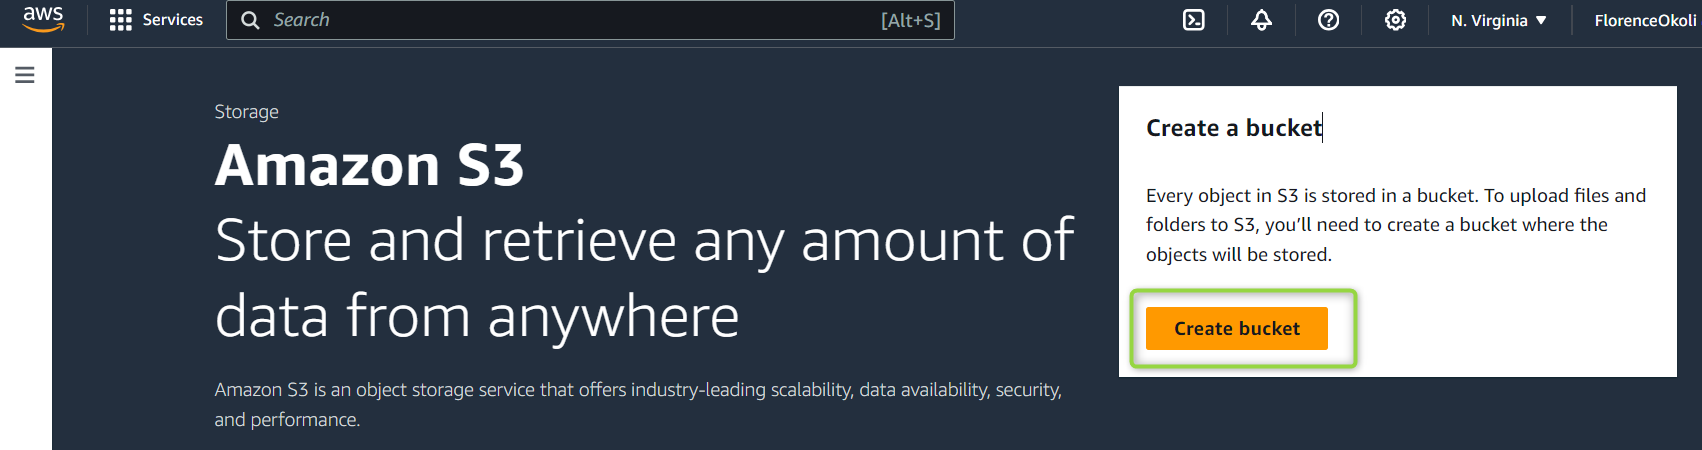 aws
Services
Search
[Alt+S]
N. Virginia
FlorenceOkoli
Storage
Amazon S3
Store and retrieve any amount of
data from anywhere
Amazon S3 is an object storage service that offers industry-leading scalability, data availability, security,
and performance.
Create a bucket
Every object in S3 is stored in a bucket. To upload files and
folders to S3, you’ll need to create a bucket where the
objects will be stored.
Create bucket